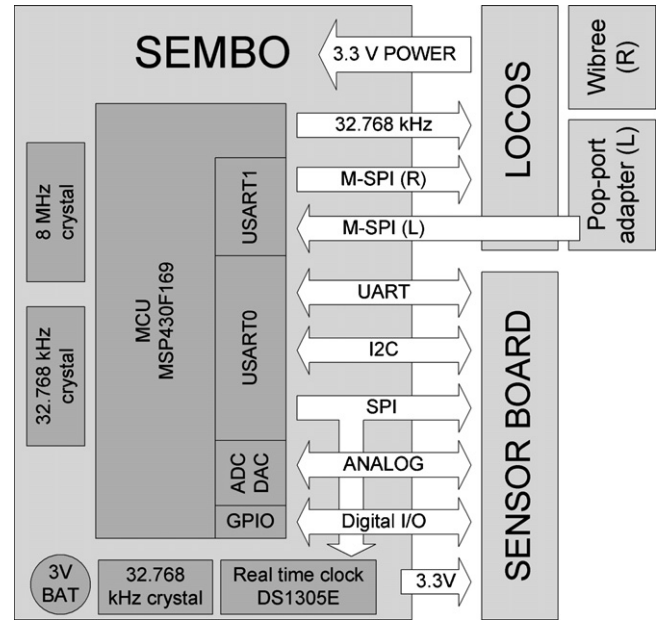 SEMBO
3.3 V POWER
LOCOS
Wibree
(R)
Pop-port
adapter (L)
32.768 kHz
M-SPI (R)
M-SPI (L)
8 MHz
crystal
32.768 kHz
crystal
MCU
MSP430F169
USART1
USART0
ADC
DAC
GPIO
UART
I2C
SPI
ANALOG
Digital I/O
SENSOR BOARD
3V
BAT
32.768
kHz crystal
Real time clock
DS1305E
3.3V